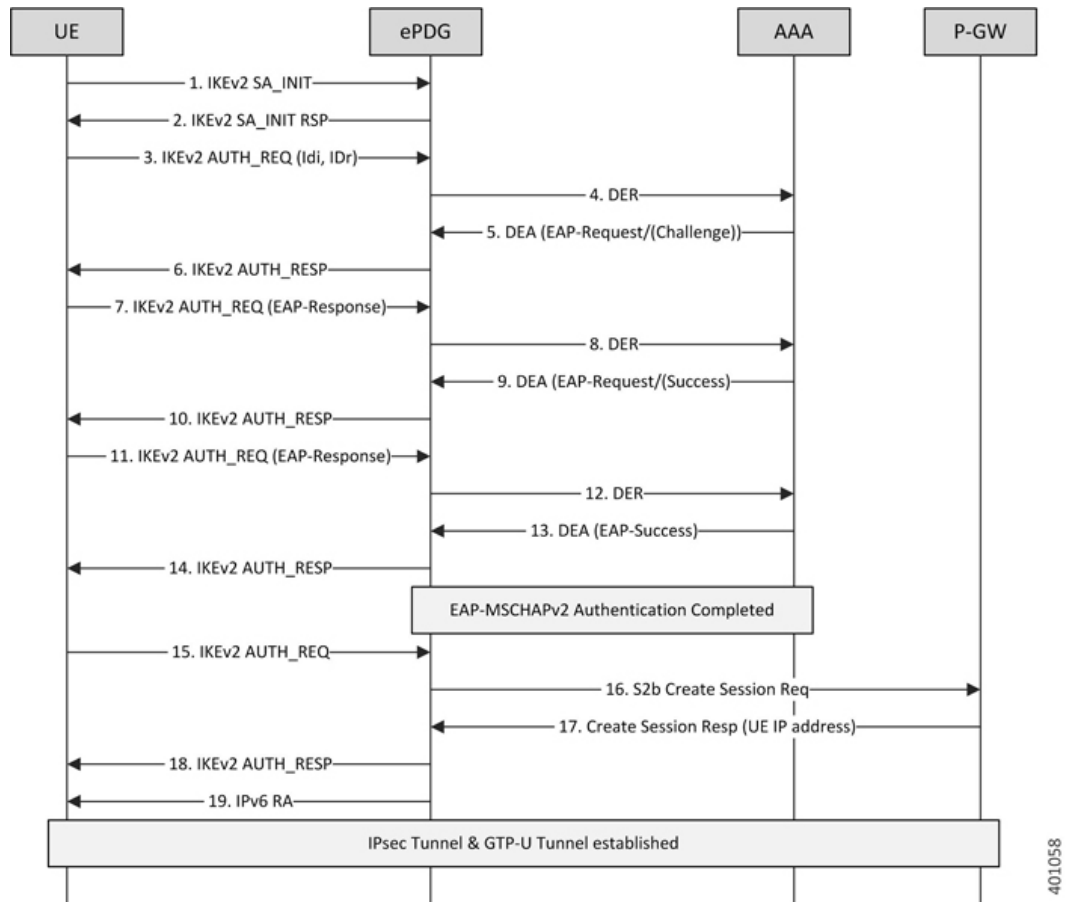 UE
ePDG
AAA
P-GW
1. IKEv2 SA_INIT
2. IKEv2 SA_INIT RSP
3. IKEv2 AUTH_REQ (Idi, IDr)
4. DER
5. DEA (EAP-Request/(Challenge))
6. IKEv2 AUTH_RESP
7. IKEv2 AUTH_REQ (EAP-Response)
8. DER
9. DEA (EAP-Request/(Success)
10. IKEv2 AUTH_RESP
11. IKEv2 AUTH_REQ (EAP-Response)
12. DER
13. DEA (EAP-Success)
14. IKEv2 AUTH_RESP
EAP-MSCHAPv2 Authentication Completed
15. IKEv2 AUTH_REQ
16. S2b Create Session Req
17. Create Session Resp (UE IP address)
18. IKEv2 AUTH_RESP
19. IPv6 RA
IPsec Tunnel & GTP-U Tunnel established
401058